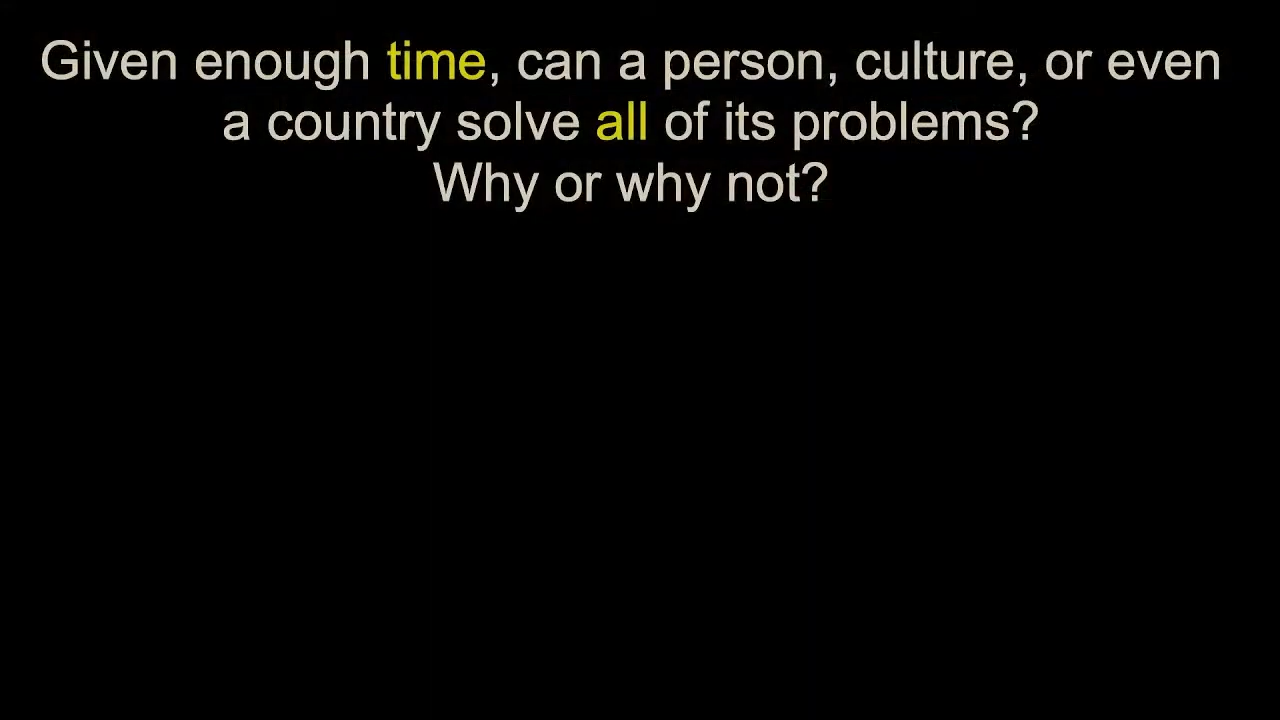 Given enough time, can a person, culture, or even
a country solve all of its problems?
Why or why not?